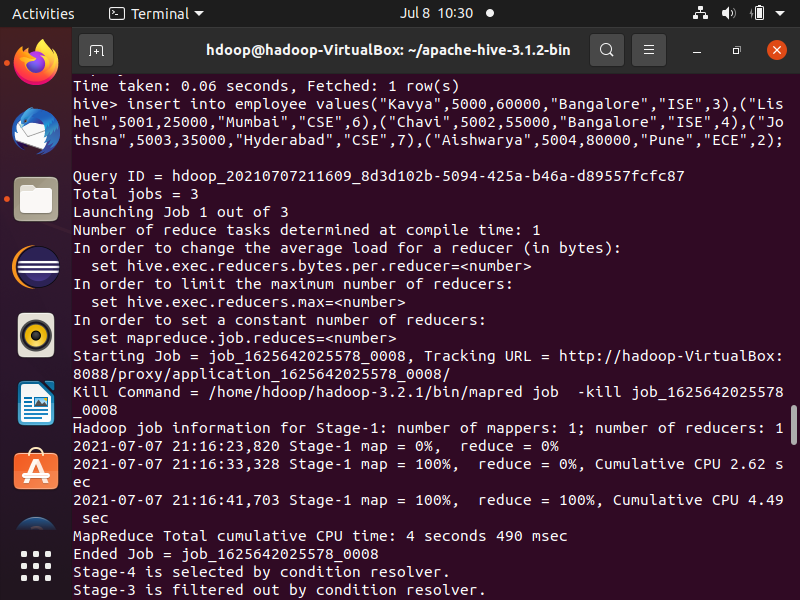 Activities
Terminal
Jul 8 10:30
hdoop@hadoop-VirtualBox: ~/apache-hive-3.1.2-bin
Time taken: 0.06 seconds, Fetched: 1 row(s)
hive> insert into employee values("Kavya",5000,60000,"Bangalore","ISE",3),("Lis
hel",5001,25000,"Mumbai","CSE",6),("Chavi",5002,55000,"Bangalore","ISE",4),("Jo
thsna",5003,35000,"Hyderabad","CSE",7),("Aishwarya",5004,80000,"Pune","ECE",2);
Query ID = hdoop_20210707211609_8d3d102b-5094-425a-b46a-d89557fcfc87
Total jobs = 3
Launching Job 1 out of 3
Number of reduce tasks determined at compile time: 1
In order to change the average load for a reducer (in bytes):
  set hive.exec.reducers.bytes.per.reducer=<number>
In order to limit the maximum number of reducers:
  set hive.exec.reducers.max=<number>
In order to set a constant number of reducers:
  set mapreduce.job.reduces=<number>
Starting Job = job_1625642025578_0008, Tracking URL = http://hadoop-VirtualBox:
8088/proxy/application_1625642025578_0008/
Kill Command = /home/hdoop/hadoop-3.2.1/bin/mapred job  -kill job_1625642025578
_0008
Hadoop job information for Stage-1: number of mappers: 1; number of reducers: 1
2021-07-07 21:16:23,820 Stage-1 map = 0%,  reduce = 0%
2021-07-07 21:16:33,328 Stage-1 map = 100%,  reduce = 0%, Cumulative CPU 2.62 s
ec
2021-07-07 21:16:41,703 Stage-1 map = 100%,  reduce = 100%, Cumulative CPU 4.49
 sec
MapReduce Total cumulative CPU time: 4 seconds 490 msec
Ended Job = job_1625642025578_0008
Stage-4 is selected by condition resolver.
Stage-3 is filtered out by condition resolver.